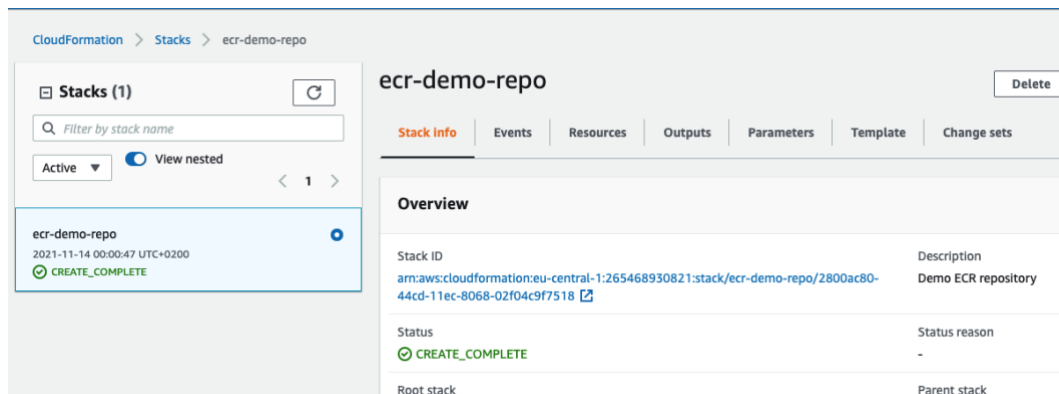 CloudFormation > Stacks > ecr-demo-repo
Stacks (1)
Filter by stack name
Active
View nested
< 1 >
ecr-demo-repo
2021-11-14 00:00:47 UTC+0200
CREATE_COMPLETE
ecr-demo-repo
Delete
Stack info
Events
Resources
Outputs
Parameters
Template
Change sets
Overview
Stack ID
arn:aws:cloudformation:eu-central-1:265468930821:stack/ecr-demo-repo/2800ac80-
44cd-11ec-8068-02f04c9f7518
Description
Demo ECR repository
Status
CREATE_COMPLETE
Status reason
-
Root stack
Parent stack